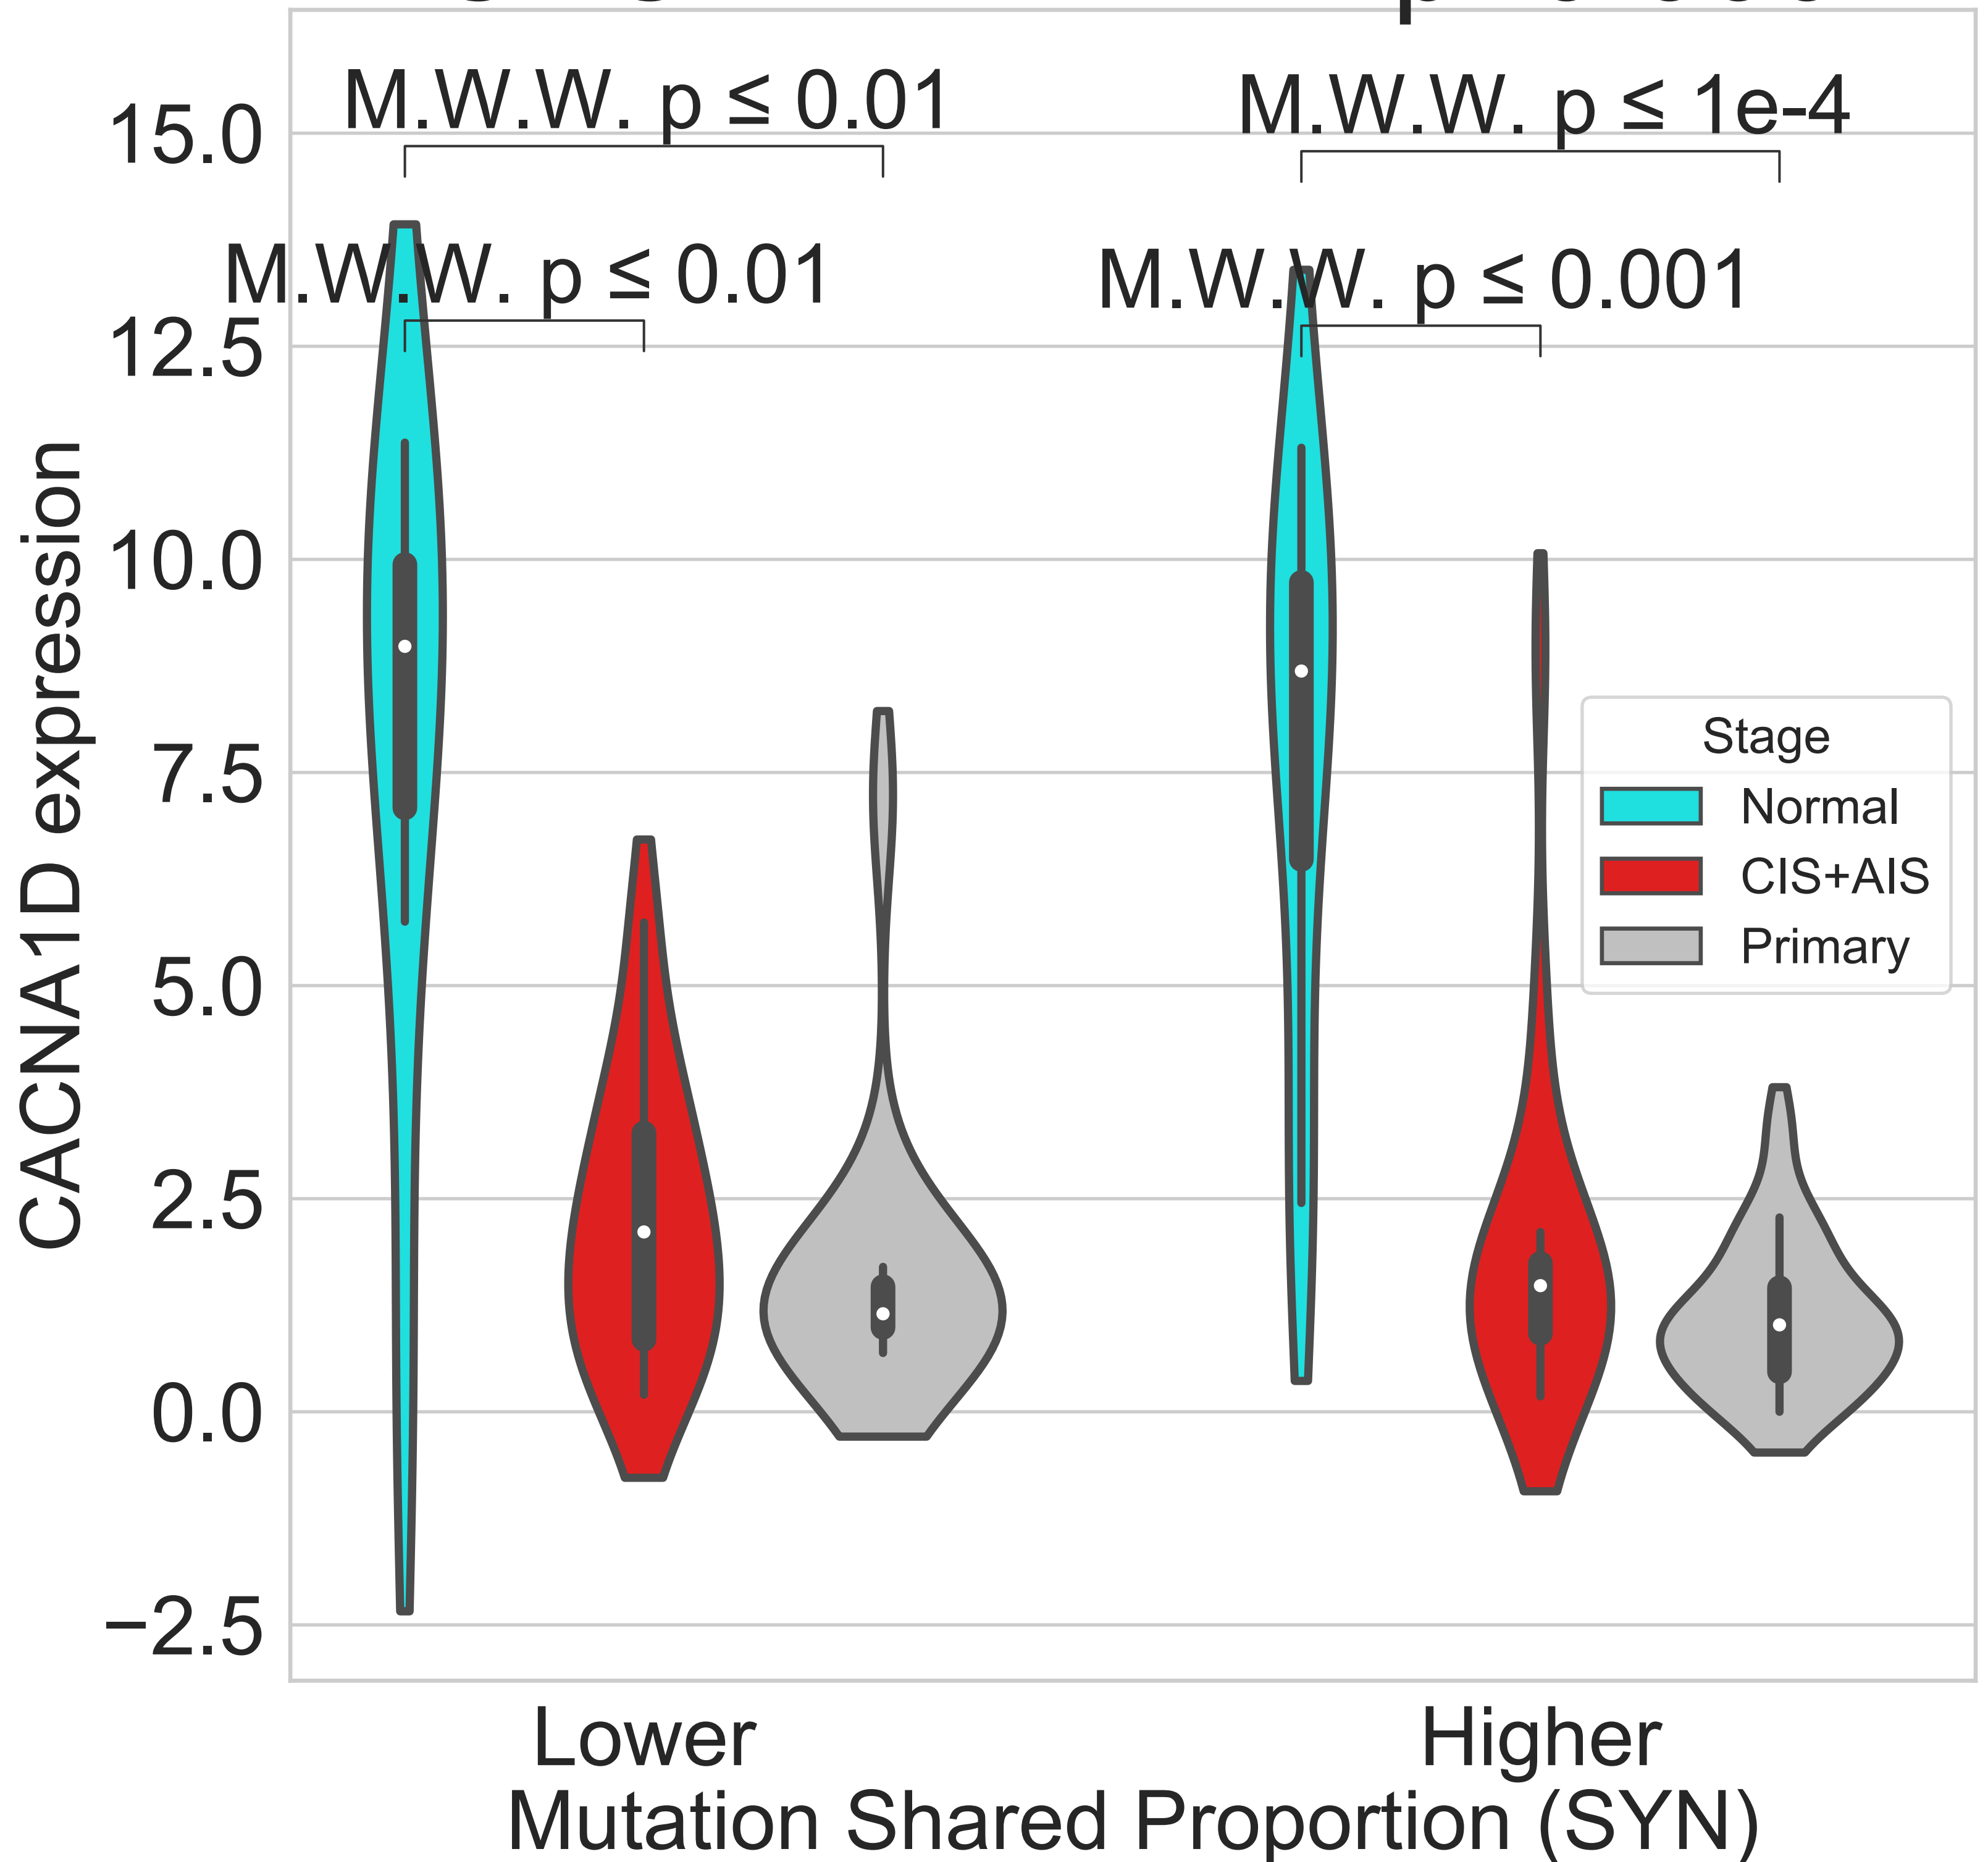 M.W.W. p ≤ 0.01
M.W.W. p ≤ 1e-4
M.W.W. p ≤ 0.01
M.W.W. p ≤ 0.001
15.0
12.5
10.0
7.5
5.0
2.5
0.0
−2.5
CACNA1D expression
Stage
Normal
CIS+AIS
Primary
Lower
Higher
Mutation Shared Proportion (SYN)